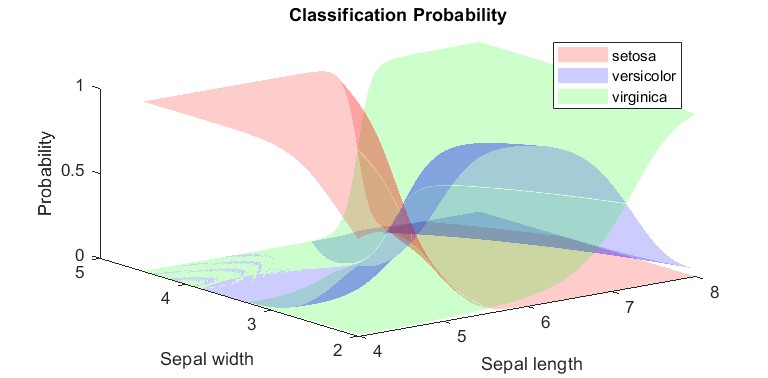 Classification Probability
setosa
versicolor
virginica
Probability
1
0.5
0
5
4
3
2
Sepal width
4
5
6
7
8
Sepal length